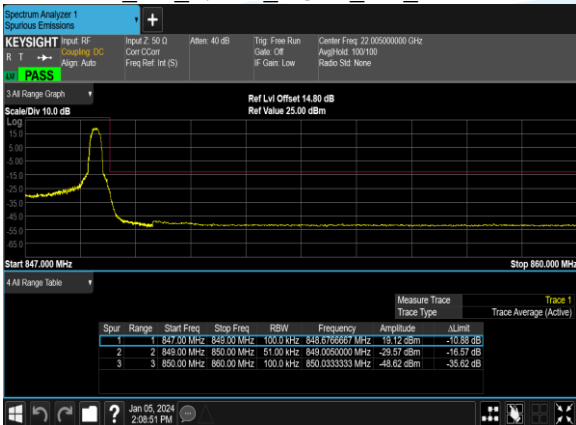 Spectrum Analyzer 1
Spurious Emissions
+
KEYSIGHT Input: RF Input Z: 50 Ω Atten: 40 dB Trig: Free Run Center Freq: 22.005000000 GHz
R T Coupling: DC Corr CCorr Gate: Off Avg|Hold: 100/100
Align: Auto Freq Ref: Int (S) IF Gain: Low Radio Std: None
PASS
3 All Range Graph
Ref Lvl Offset 14.80 dB
Scale/Div 10.0 dB Ref Value 25.00 dBm
Log
15.0
5.00
-5.00
-15.0
-25.0
-35.0
-45.0
-55.0
-65.0
Start 847.000 MHz Stop 860.000 MHz
4 All Range Table
Measure Trace Trace 1
Trace Type Trace Average (Active)
Spur Range Start Freq Stop Freq RBW Frequency Amplitude ΔLimit
1 1 847.00 MHz 849.00 MHz 100.0 kHz 848.6766667 MHz 19.12 dBm -10.88 dB
2 2 849.00 MHz 850.00 MHz 51.00 kHz 849.0050000 MHz -29.57 dBm -16.57 dB
3 3 850.00 MHz 860.00 MHz 100.0 kHz 850.0333333 MHz -48.62 dBm -35.62 dB
? Jan 05, 2024
2:08:51 PM